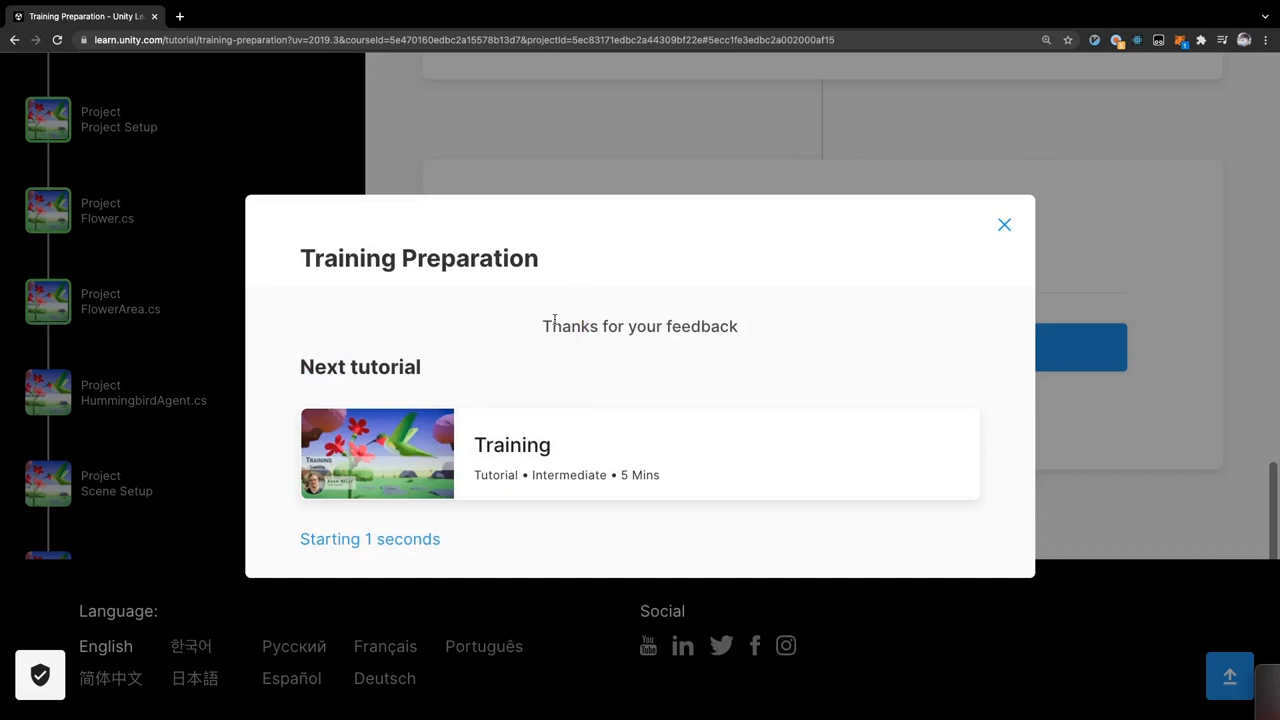 Training Preparation - Unity Le
learn.unity.com/tutorial/training-preparation?uv=2019.3&courseId=5e470160edbc2a15578b13d7&projectId=5ec83171edbc2a44309bf22e#5ecc1fe3edbc2a002000af15
Project
Project Setup
Project
Flower.cs
Project
FlowerArea.cs
Project
HummingbirdAgent.cs
Project
Scene Setup
Training Preparation
Thanks for your feedback
Next tutorial
TRAINING
Training
Tutorial • Intermediate • 5 Mins
Starting 1 seconds
Language:
English 한국어 Русский Français Português
简体中文 日本語 Español Deutsch
Social